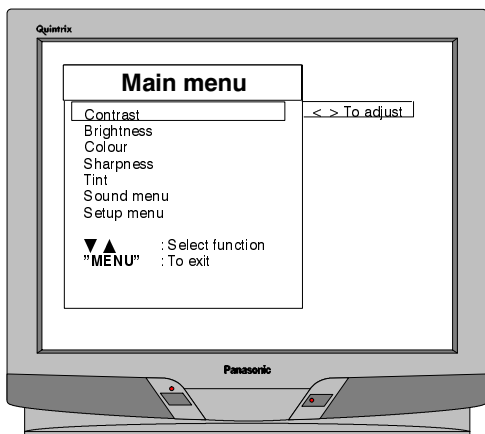 Quintrix
Main menu
Contrast < > To adjust
Brightness
Colour
Sharpness
Tint
Sound menu
Setup menu
▼ ▲ : Select function
"MENU" : To exit
Panasonic